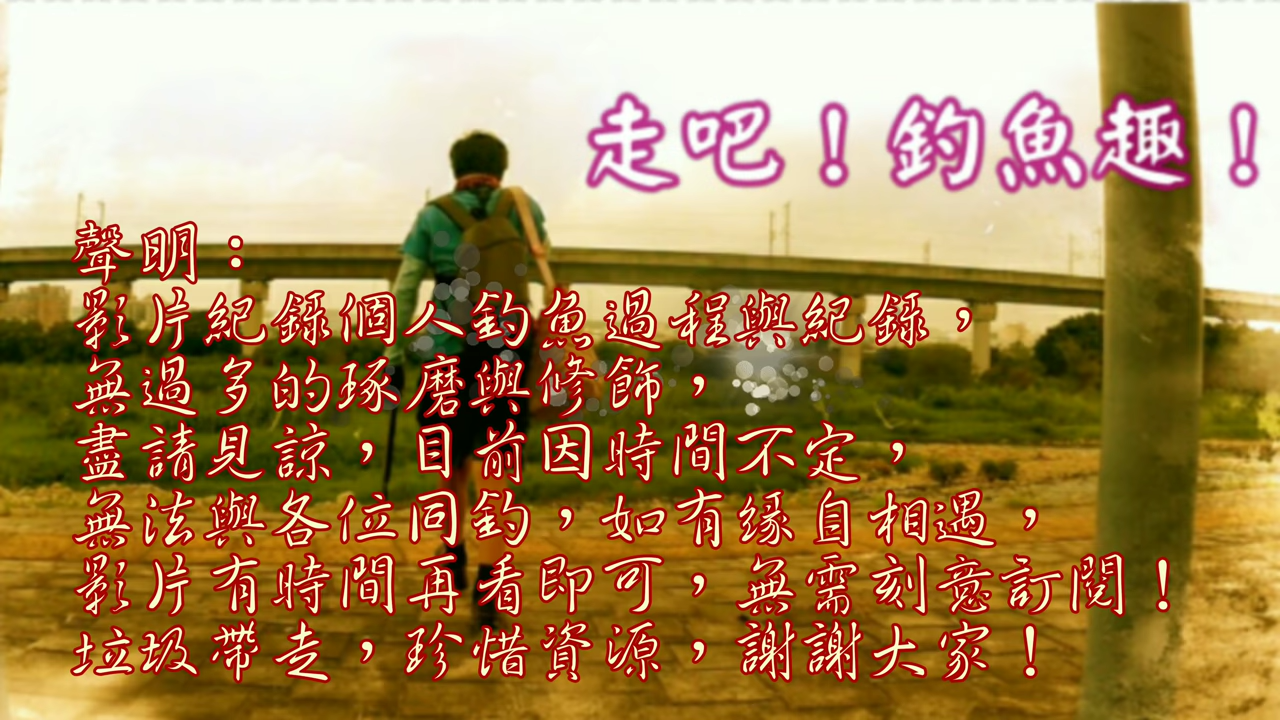 走吧！釣魚趣！
聲明：
影片紀錄個人釣魚過程與紀錄，
無過多的琢磨與修飾，
盡請見諒，目前因時間不定，
無法與各位同釣，如有緣自相遇，
影片有時間再看即可，無需刻意訂閱！
垃圾帶走，珍惜資源，謝謝大家！